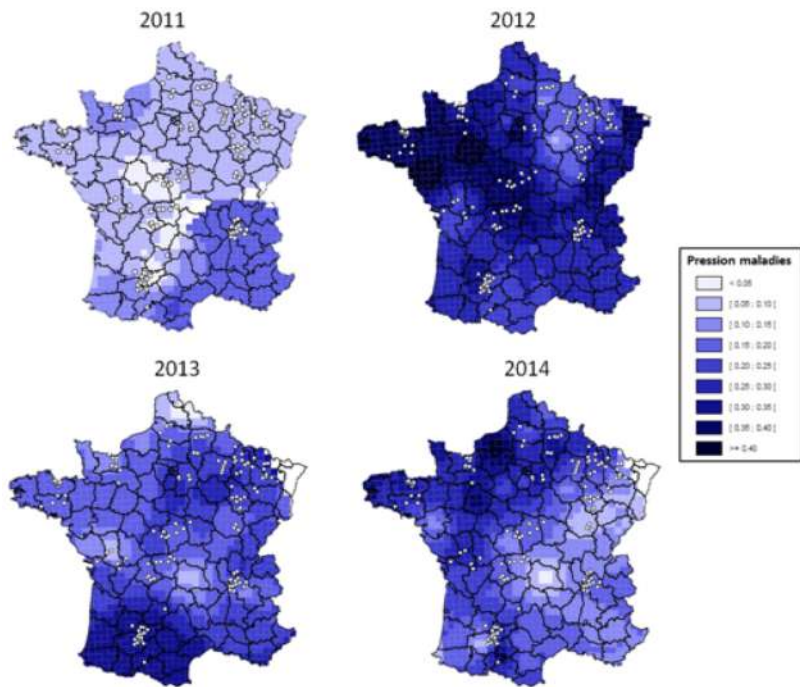 2011
2012
Pression maladies
< 0.05
[ 0.05 ; 0.10 [
[ 0.10 ; 0.15 [
[ 0.15 ; 0.20 [
[ 0.20 ; 0.25 [
[ 0.25 ; 0.30 [
[ 0.30 ; 0.35 [
[ 0.35 ; 0.40 [
>= 0.40
2013
2014